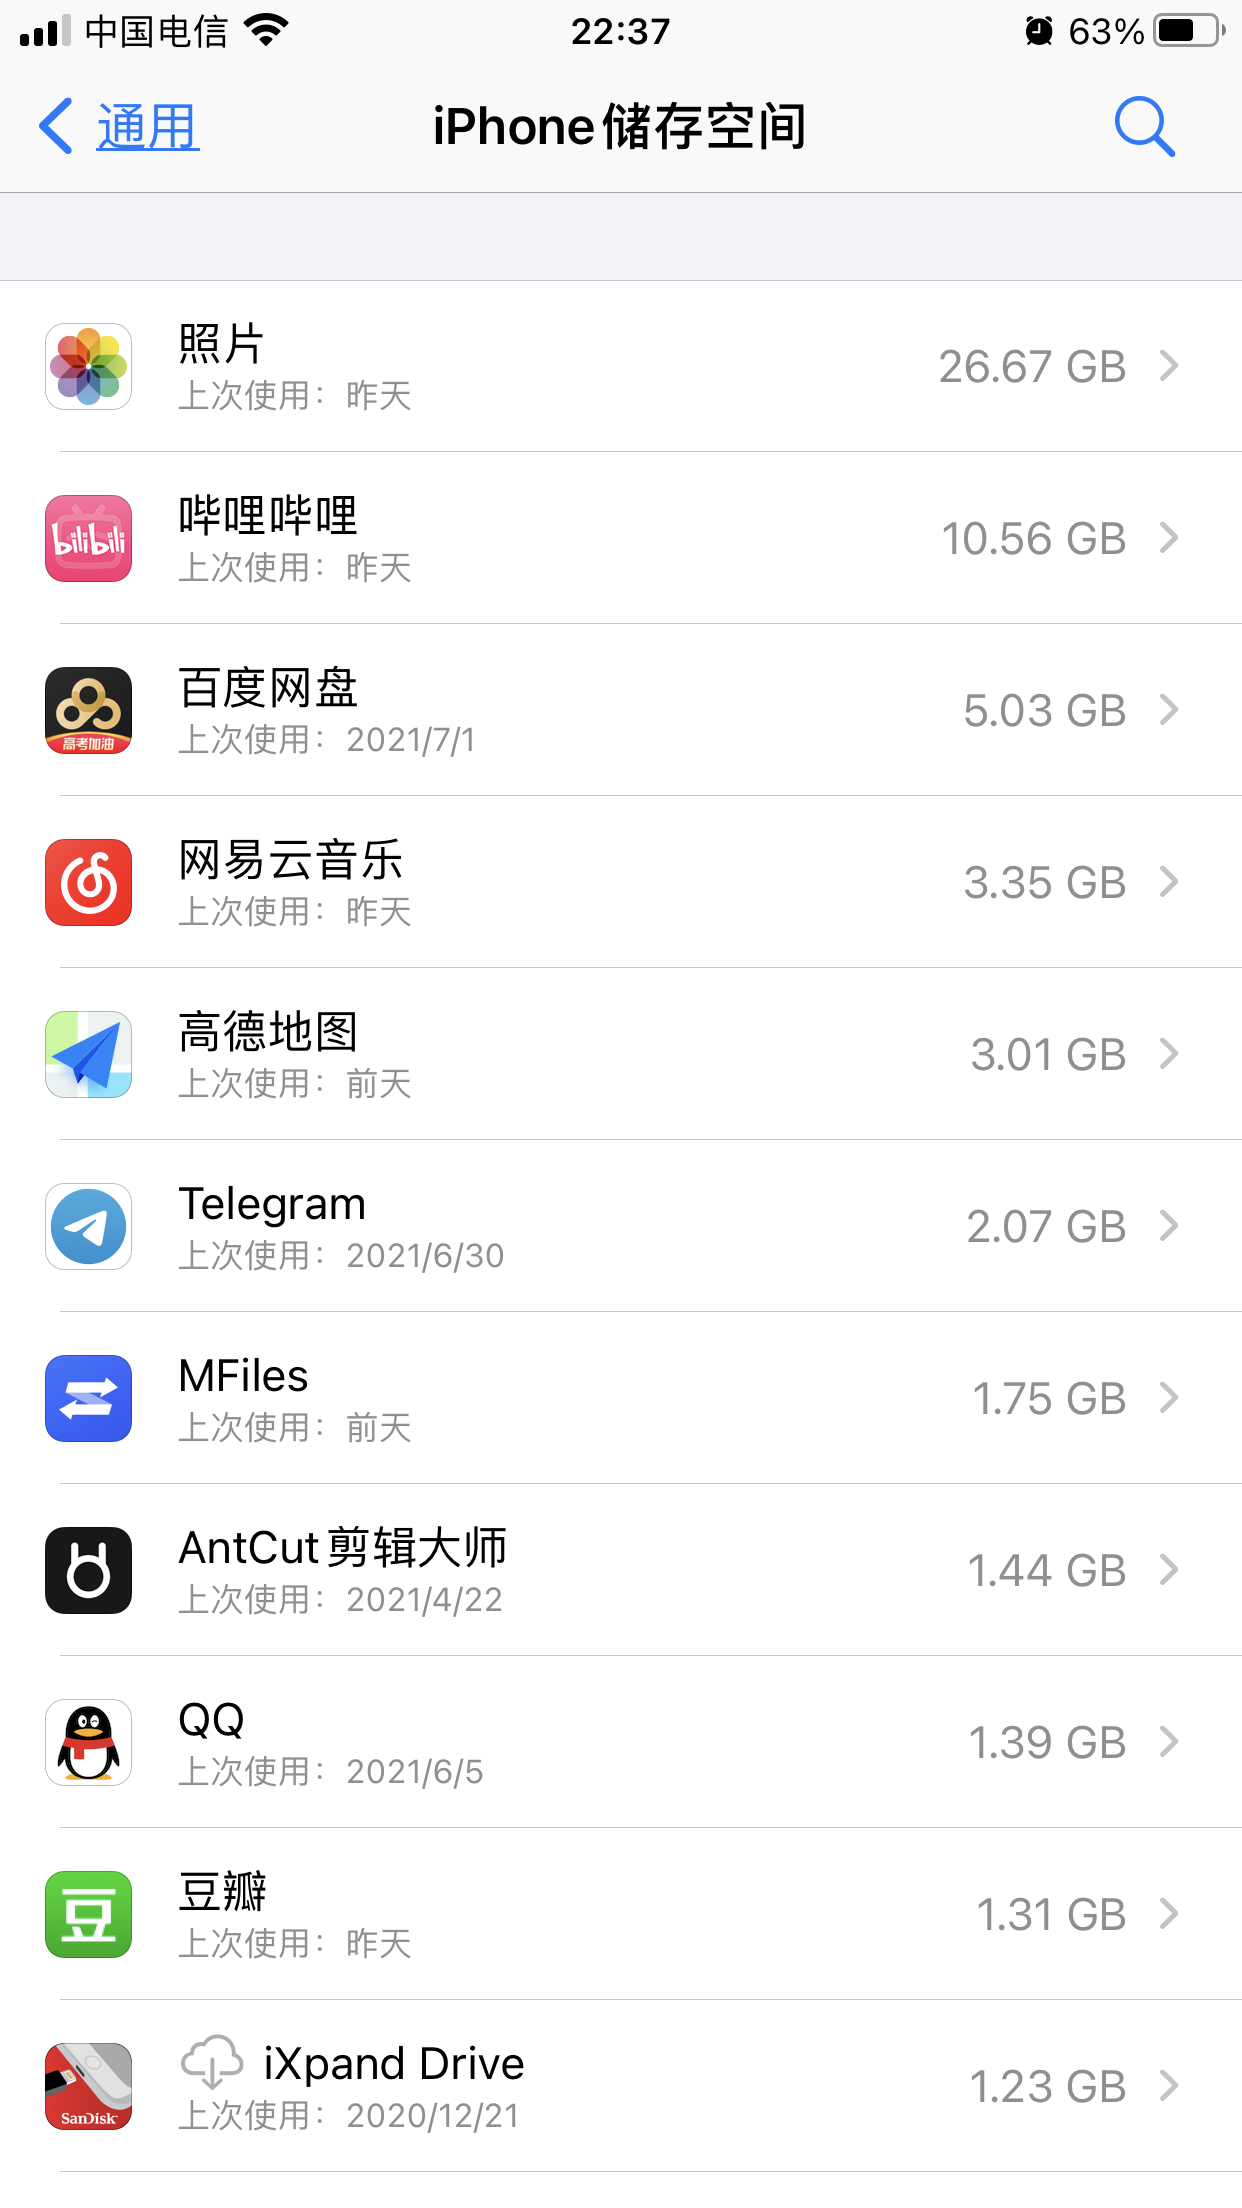 中国电信 22:37 63%
通用 iPhone储存空间
照片
上次使用：昨天
26.67 GB
bilibili
哔哩哔哩
上次使用：昨天
10.56 GB
高考加油
百度网盘
上次使用：2021/7/1
5.03 GB
网易云音乐
上次使用：昨天
3.35 GB
高德地图
上次使用：前天
3.01 GB
Telegram
上次使用：2021/6/30
2.07 GB
MFiles
上次使用：前天
1.75 GB
AntCut剪辑大师
上次使用：2021/4/22
1.44 GB
QQ
上次使用：2021/6/5
1.39 GB
豆
豆瓣
上次使用：昨天
1.31 GB
SanDisk
iXpand Drive
上次使用：2020/12/21
1.23 GB